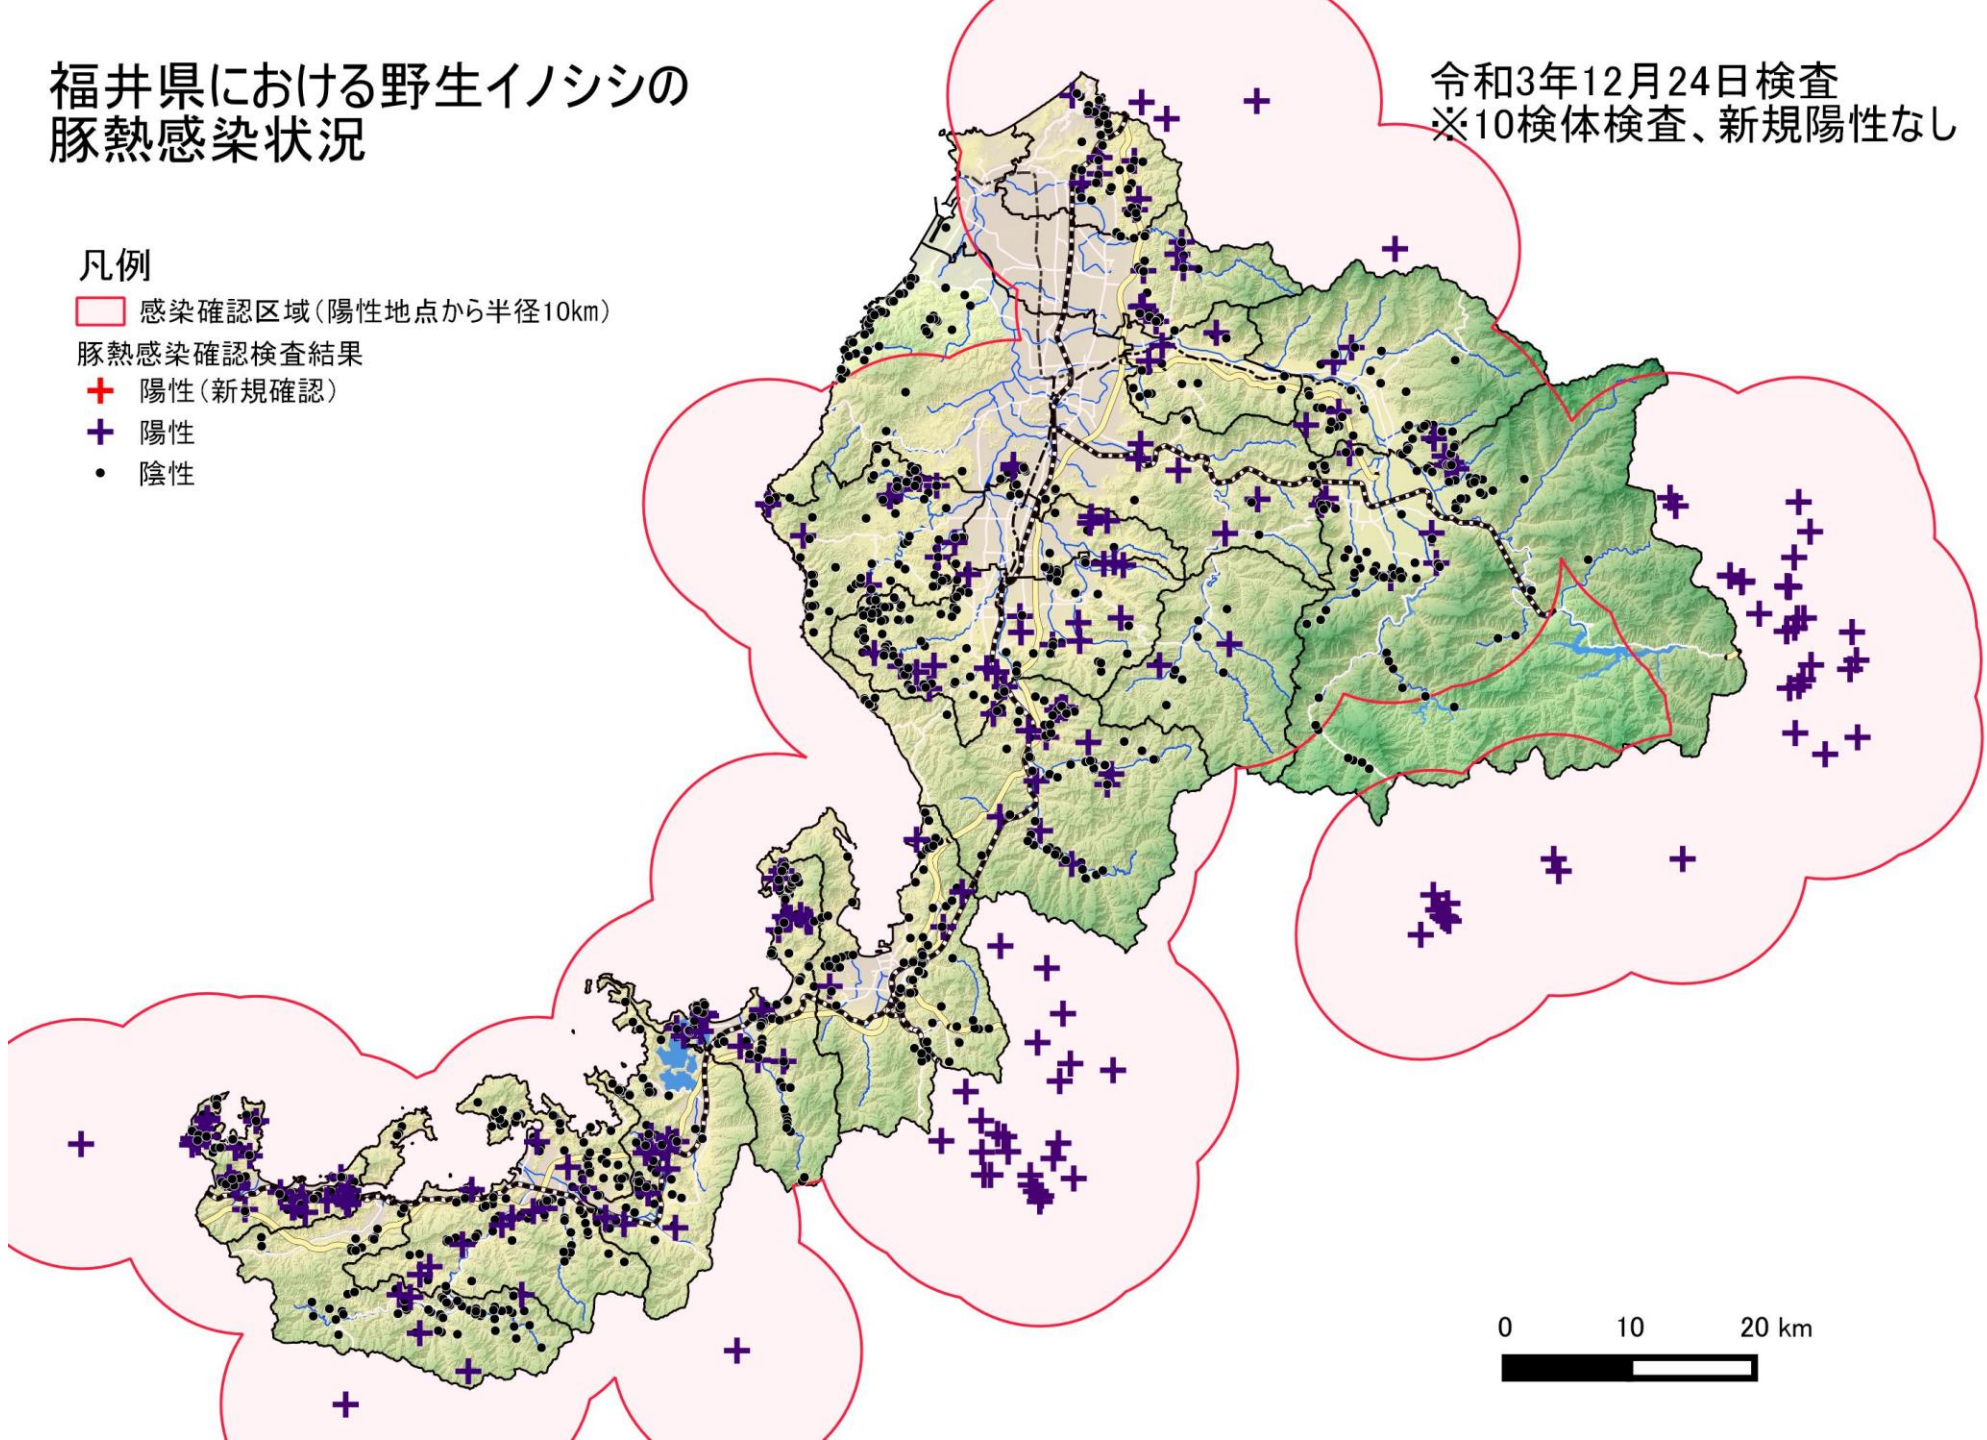 福井県における野生イノシシの
豚熱感染状況
令和3年12月24日検査
※10検体検査、新規陽性なし
凡例
感染確認区域(陽性地点から半径10km)
豚熱感染確認検査結果
陽性(新規確認)
陽性
陰性
0 10 20 km